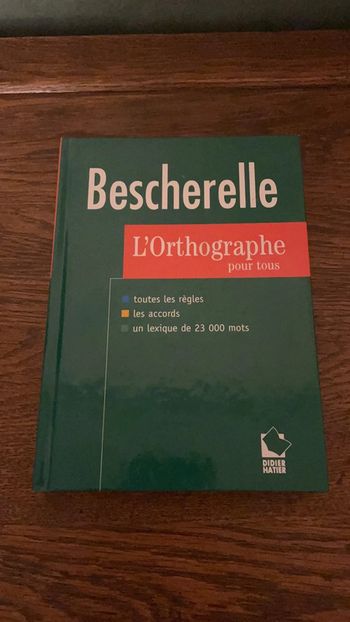 Bescherelle
L'Orthographe
pour tous
toutes les règles
les accords
un lexique de 23 000 mots
DIDIER
HATIER